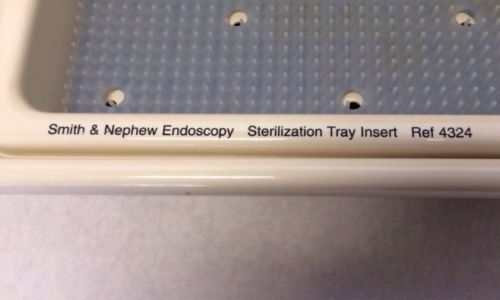 Smith & Nephew Endoscopy Sterilization Tray Insert Ref 4324